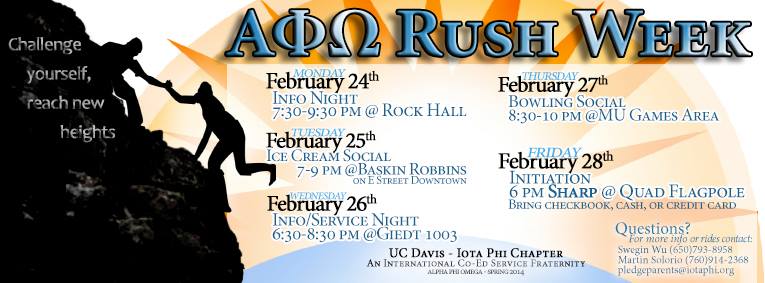 ΑΦΩ Rush Week
Challenge
yourself,
reach new
heights
Monday
February 24th
Info Night
7:30-9:30 pm @ Rock Hall
Tuesday
February 25th
Ice Cream Social
7-9 pm @Baskin Robbins
on E Street Downtown
Wednesday
February 26th
Info/Service Night
6:30-8:30 pm @Giedt 1003
Thursday
February 27th
Bowling Social
8:30-10 pm @MU Games Area
Friday
February 28th
Initiation
6 pm Sharp @ Quad Flagpole
Bring checkbook, cash, or credit card
UC Davis - Iota Phi Chapter
An International Co-Ed Service Fraternity
Alpha Phi Omega - Spring 2014
Questions?
For more info or rides contact:
Swegin Wu (650)793-8958
Martin Solorio (760)914-2368
pledgeparents@iotaphi.org